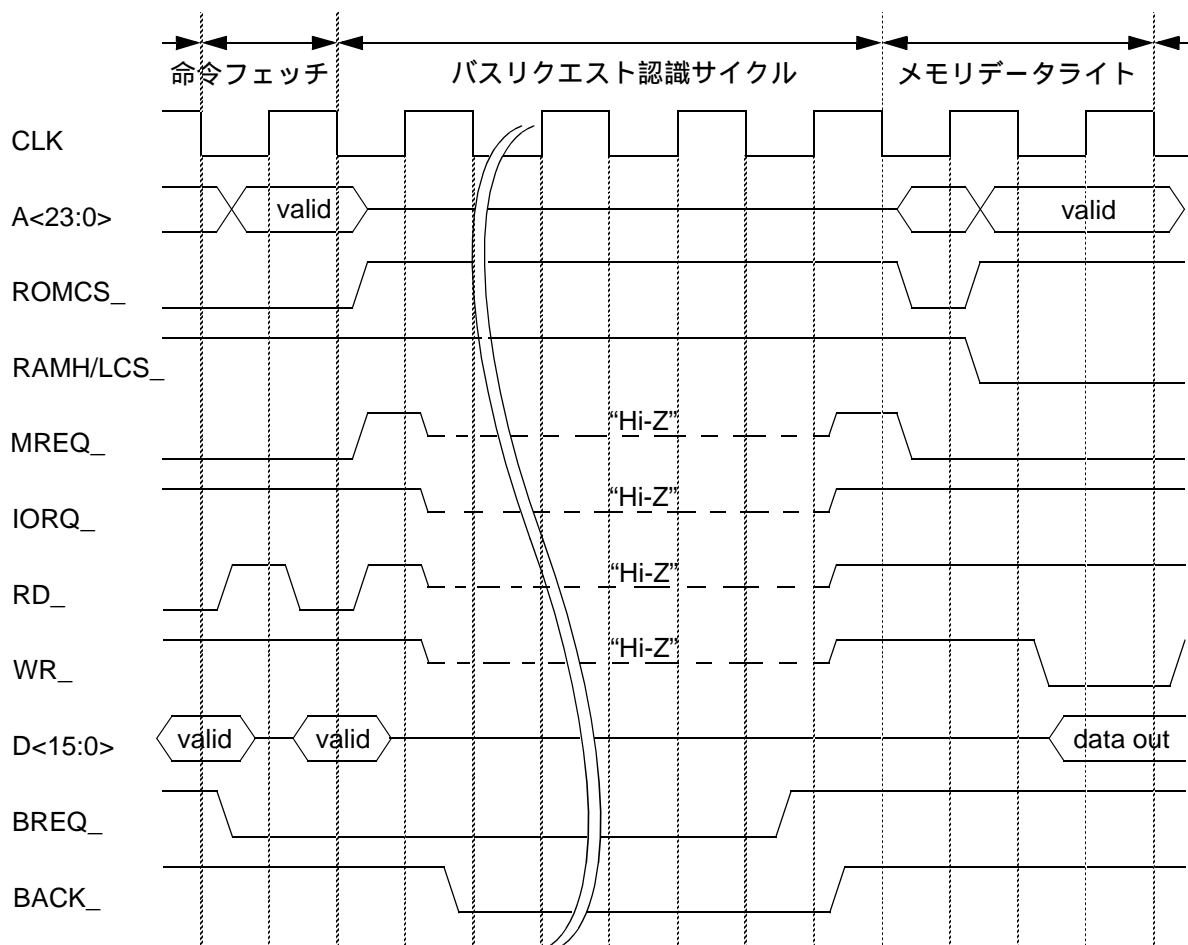 命令フェッチ
バスリクエスト認識サイクル
メモリデータライト
CLK
A<23:0>
valid
valid
ROMCS_
RAMH/LCS_
MREQ_
“Hi-Z”
IORQ_
“Hi-Z”
RD_
“Hi-Z”
WR_
“Hi-Z”
D<15:0>
valid
valid
data out
BREQ_
BACK_